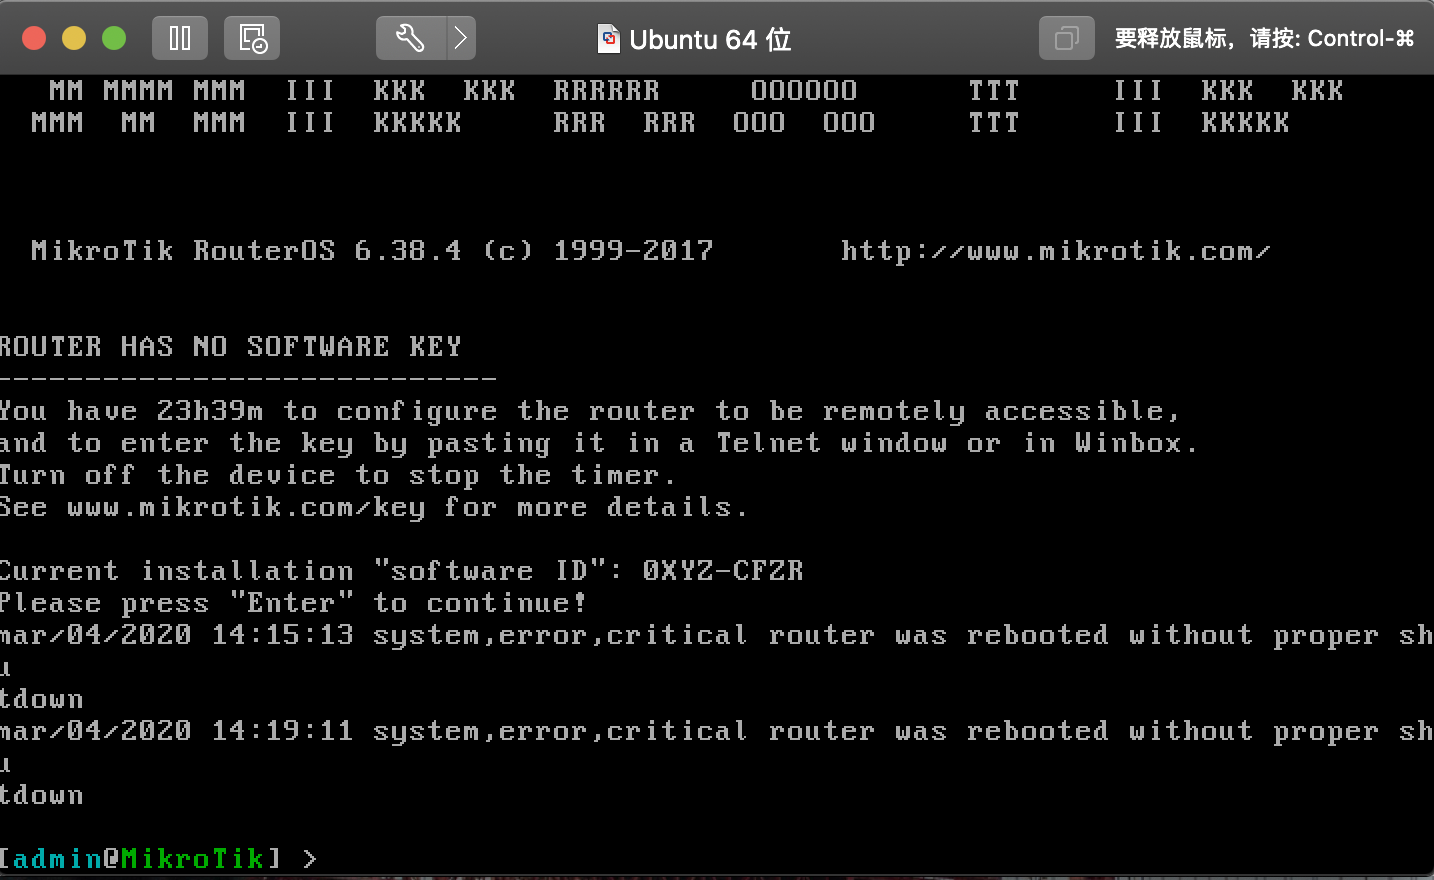 Ubuntu 64 位
要释放鼠标，请按: Control-⌘
MM MMMM MMM  III  KKK  KKK  RRRRRR     OOOOOO      TTT     III  KKK  KKK
MMM  MM  MMM  III  KKKKK     RRR  RRR  OOO  OOO     TTT     III  KKKKK
MikroTik RouterOS 6.38.4 (c) 1999-2017       http://www.mikrotik.com/
ROUTER HAS NO SOFTWARE KEY
----------------------------
You have 23h39m to configure the router to be remotely accessible,
and to enter the key by pasting it in a Telnet window or in Winbox.
Turn off the device to stop the timer.
See www.mikrotik.com/key for more details.
Current installation "software ID": 0XYZ-CFZR
Please press "Enter" to continue!
mar/04/2020 14:15:13 system,error,critical router was rebooted without proper sh
u
tdown
mar/04/2020 14:19:11 system,error,critical router was rebooted without proper sh
u
tdown
[admin@MikroTik] >